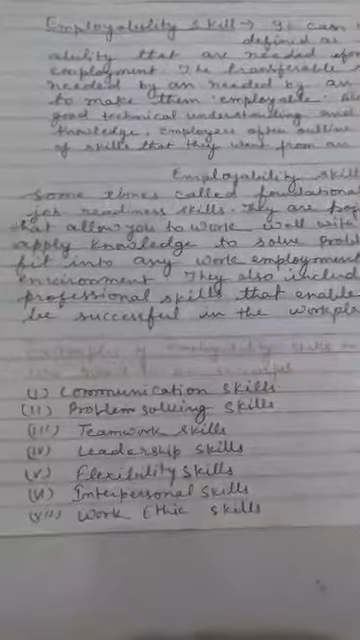 Employability skill → It can
defined as
ability that are needed
employment. The transferable
needed by an needed by an
to make them employable.
good technical understanding and
knowledge, employers often outline
of skills that they want from an
Employability skill
Some times called foundational
job readiness skills. They are
that allow you to work well with
apply knowledge to solve
fit into any work employment
environment. They also includ
professional skills that enable
be successful in the workpla
of employability skills
(I) Communication skills
(II) Problem solving skills
(III) Teamwork skills
(IV) Leadership skills
(V) Flexibility skills
(VI) Interpersonal skills
(VII) Work Ethic skills